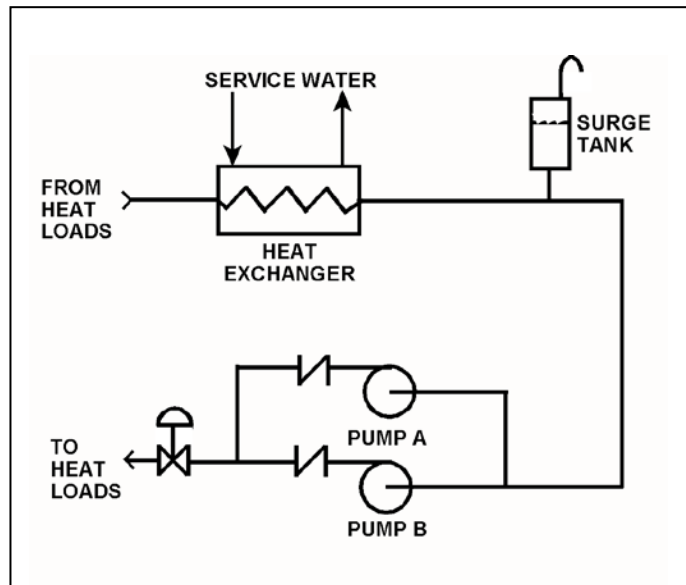 SERVICE WATER
SURGE
TANK
FROM
HEAT
LOADS
HEAT
EXCHANGER
PUMP A
TO
HEAT
LOADS
PUMP B